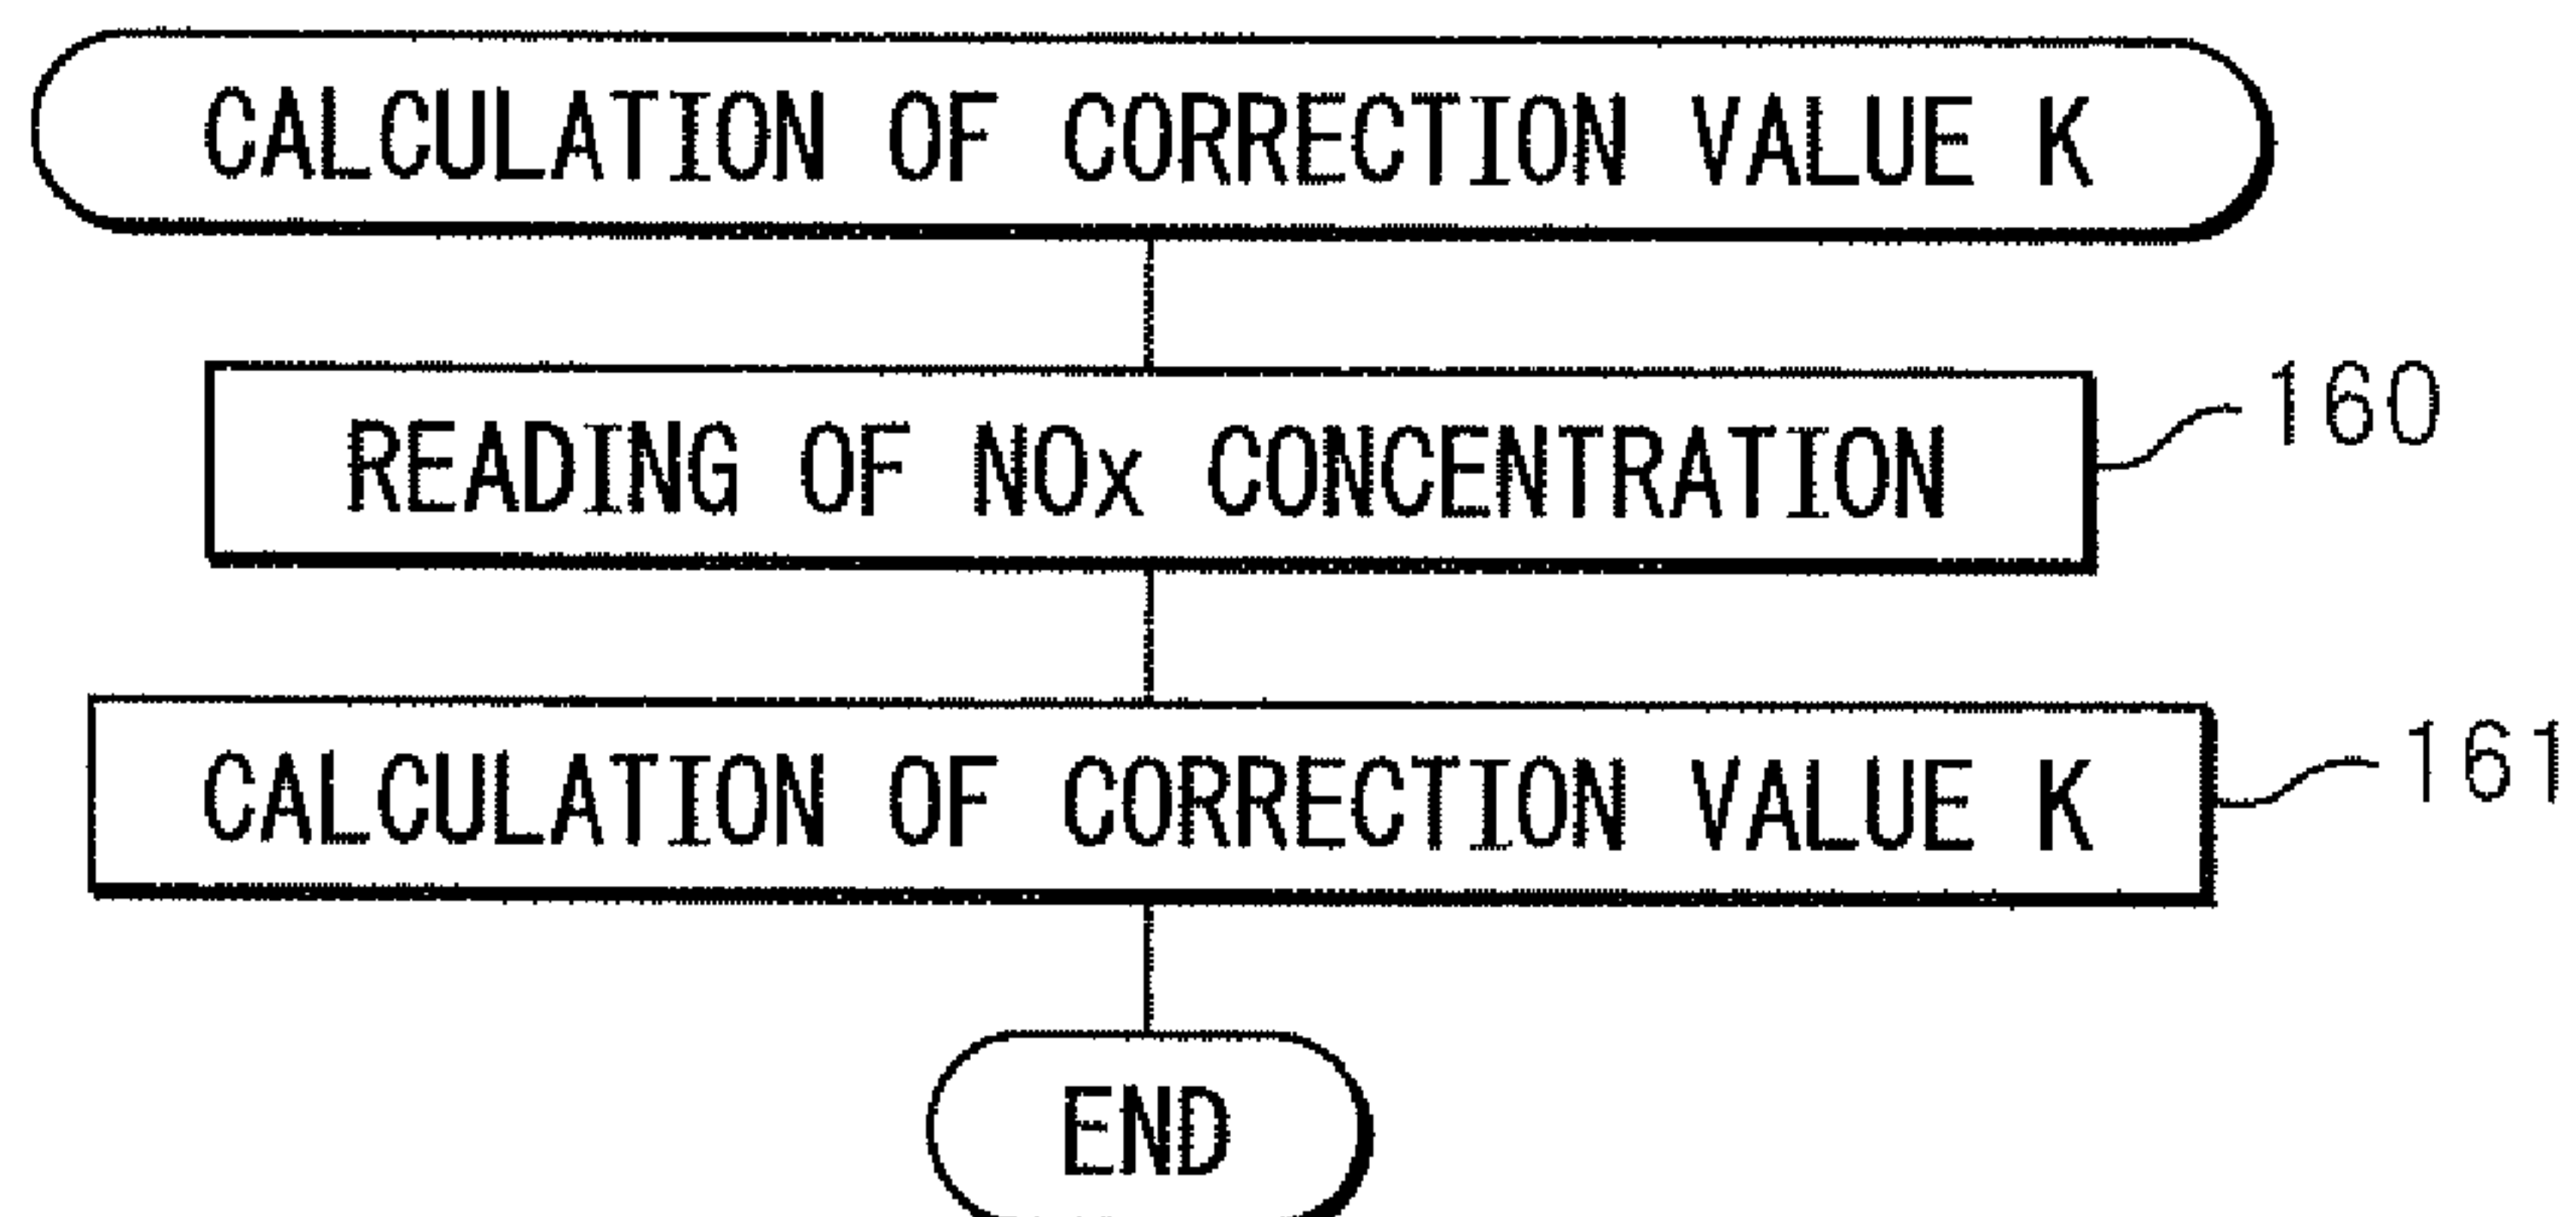 CALCULATION OF CORRECTION VALUE K
READING OF NOx CONCENTRATION
160
CALCULATION OF CORRECTION VALUE K
161
END